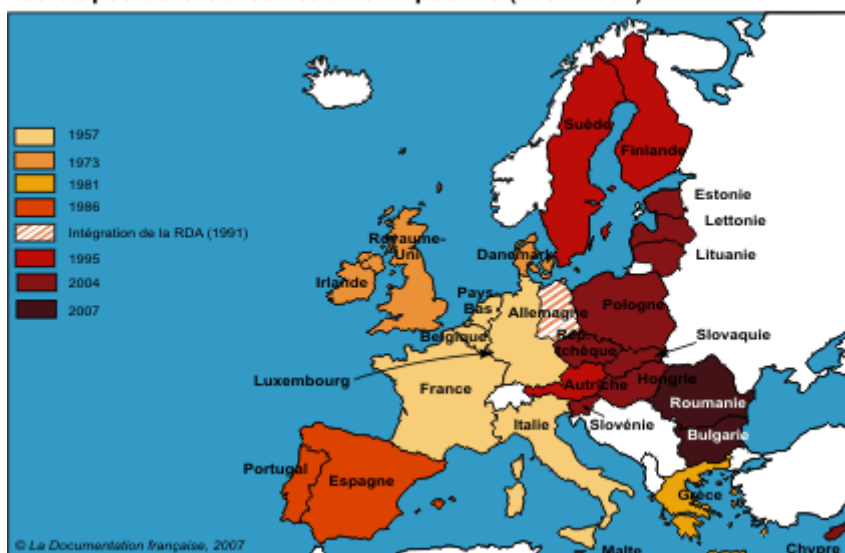 1957
1973
1981
1986
Intégration de la RDA (1991)
1995
2004
2007
Suède
Finlande
Estonie
Lettonie
Lituanie
Royaume-
Uni
Irlande
Danemark
Pays-
Bas
Allemagne
Pologne
Belgique
Rép.
tchèque
Slovaquie
Luxembourg
France
Autriche
Hongrie
Roumanie
Italie
Slovénie
Bulgarie
Portugal
Espagne
Grèce
Malte
Chypre
© La Documentation française, 2007